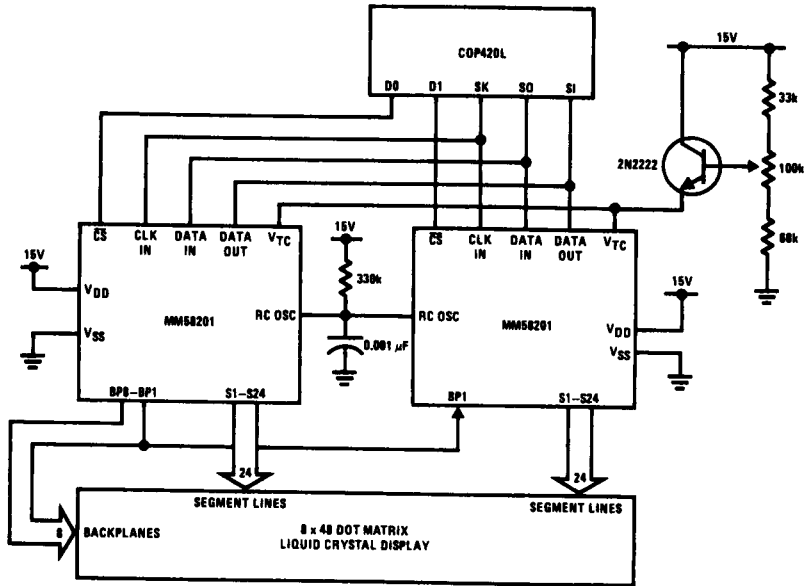 COP420L
D0 D1 SK SO SI
15V
33k
2N2222
100k
68k
CS CLK IN DATA IN DATA OUT VTC
15V
VDD
VSS
MM58201
RC OSC
BP8–BP1 S1–S24
15V
330k
0.001 μF
CS CLK IN DATA IN DATA OUT VTC
RC OSC
MM58201
15V
VDD
VSS
BP1 S1–S24
24
SEGMENT LINES
24
SEGMENT LINES
8
BACKPLANES
8 x 48 DOT MATRIX
LIQUID CRYSTAL DISPLAY